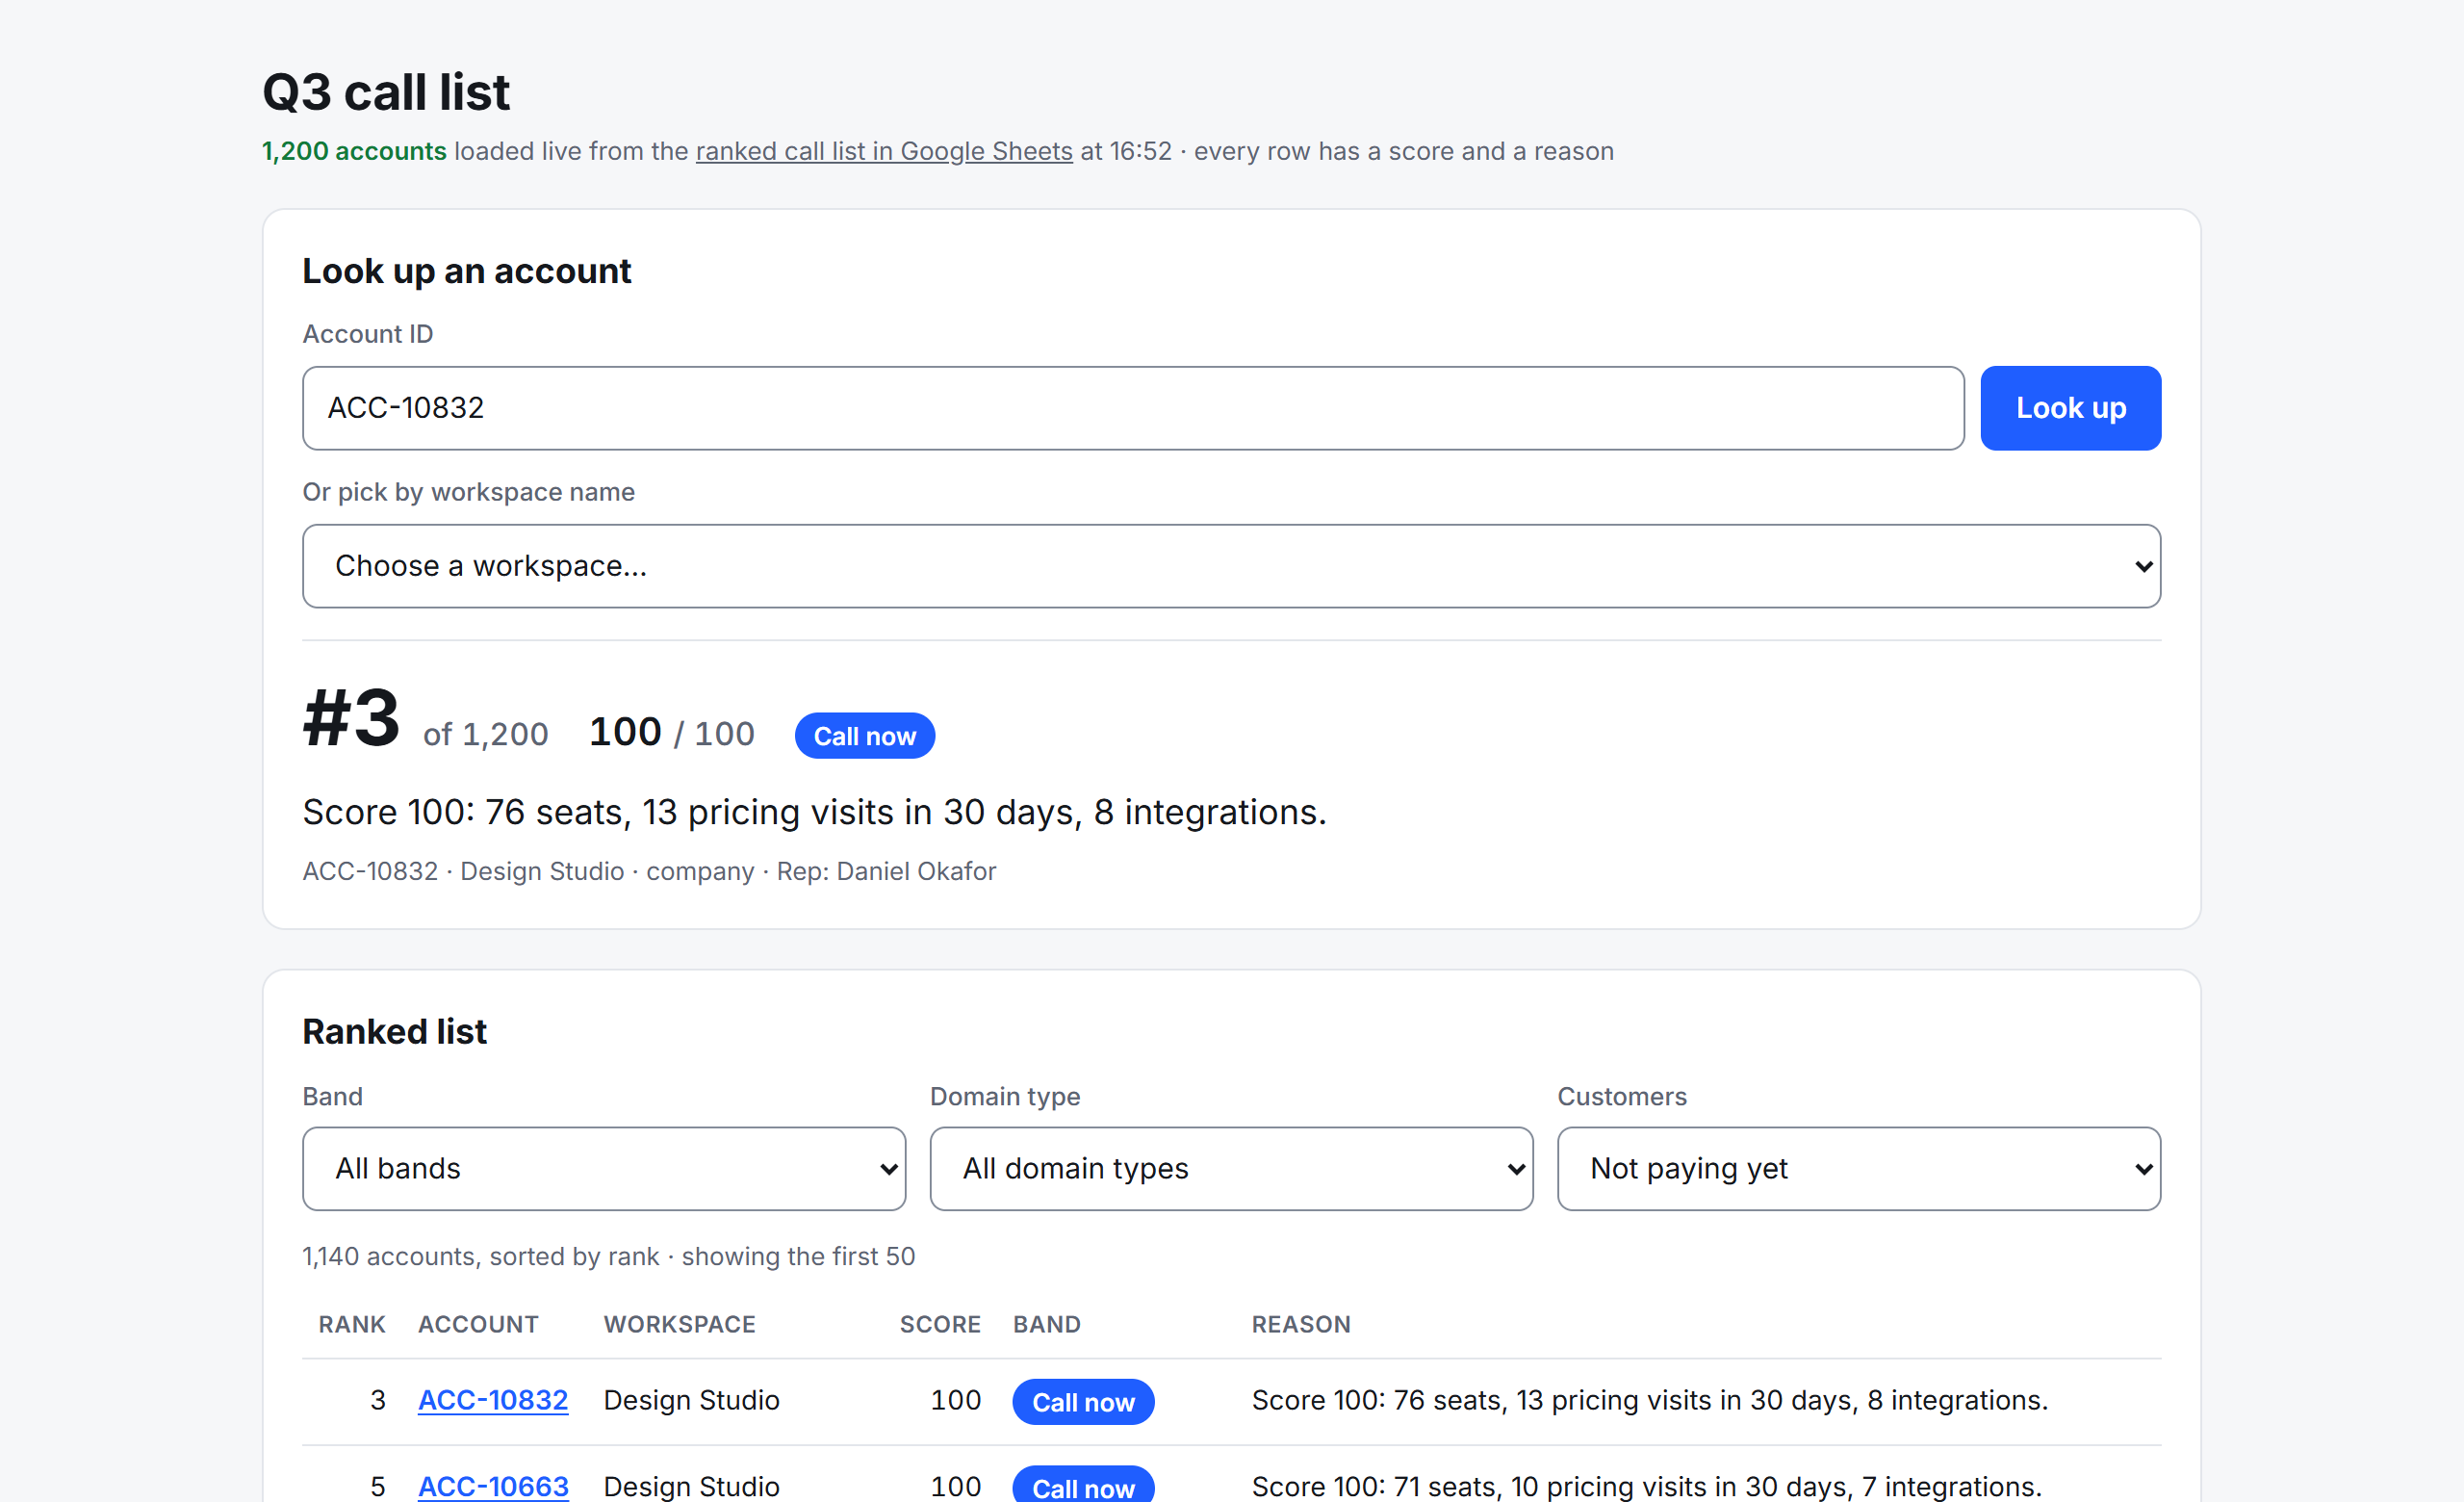 Q3 call list
1,200 accounts loaded live from the ranked call list in Google Sheets at 16:52 · every row has a score and a reason
Look up an account
Account ID
ACC-10832
Look up
Or pick by workspace name
Choose a workspace...
#3 of 1,200 100 / 100 Call now
Score 100: 76 seats, 13 pricing visits in 30 days, 8 integrations.
ACC-10832 · Design Studio · company · Rep: Daniel Okafor
Ranked list
Band Domain type Customers
All bands All domain types Not paying yet
1,140 accounts, sorted by rank · showing the first 50
RANK ACCOUNT WORKSPACE SCORE BAND REASON
3 ACC-10832 Design Studio 100 Call now Score 100: 76 seats, 13 pricing visits in 30 days, 8 integrations.
5 ACC-10663 Design Studio 100 Call now Score 100: 71 seats, 10 pricing visits in 30 days, 7 integrations.